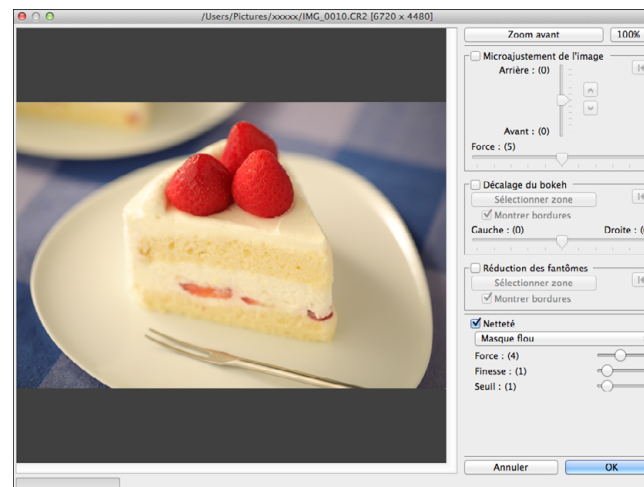 /Users/Pictures/xxxxx/IMG_0010.CR2 [6720 x 4480]
Zoom avant
100%
Microajustement de l'image
Arrière : (0)
Avant : (0)
Force : (5)
Décalage du bokeh
Sélectionner zone
Montrer bordures
Gauche : (0) Droite :
Réduction des fantômes
Sélectionner zone
Montrer bordures
Netteté
Masque flou
Force : (4)
Finesse : (1)
Seuil : (1)
Annuler
OK